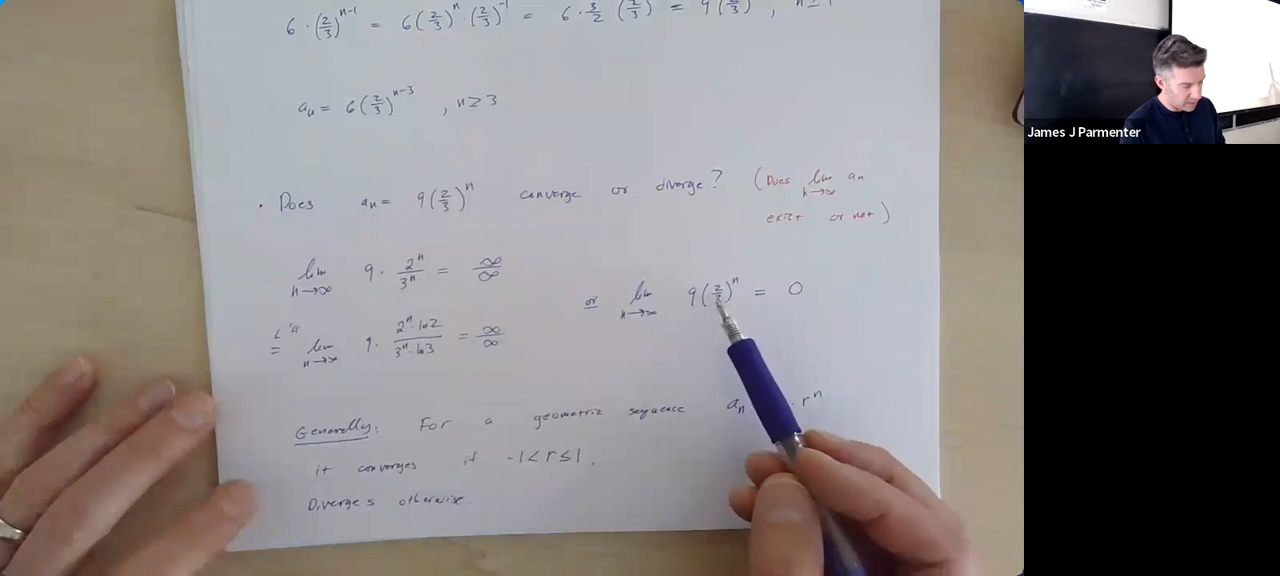 6 · (2/3)^(n-1) = 6(2/3)^n · (2/3)^(-1) = 6 · 3/2 (2/3) = 9(2/3) , n ≥ 1
a_n = 6(2/3)^(n-3) , n ≥ 3
James J Parmenter
· Does a_n = 9(2/3)^n converge or diverge? (Does lim n→∞ a_n
exist or not)
lim n→∞ 9 · 2^n/3^n = ∞/∞
or lim n→∞ 9(2/3)^n = 0
L'H = lim n→∞ 9 · 2^n · ln2 / 3^n · ln3 = ∞/∞
Generally: For a geometric sequence a_n · r^n
it converges if -1 < r ≤ 1.
Diverges otherwise.